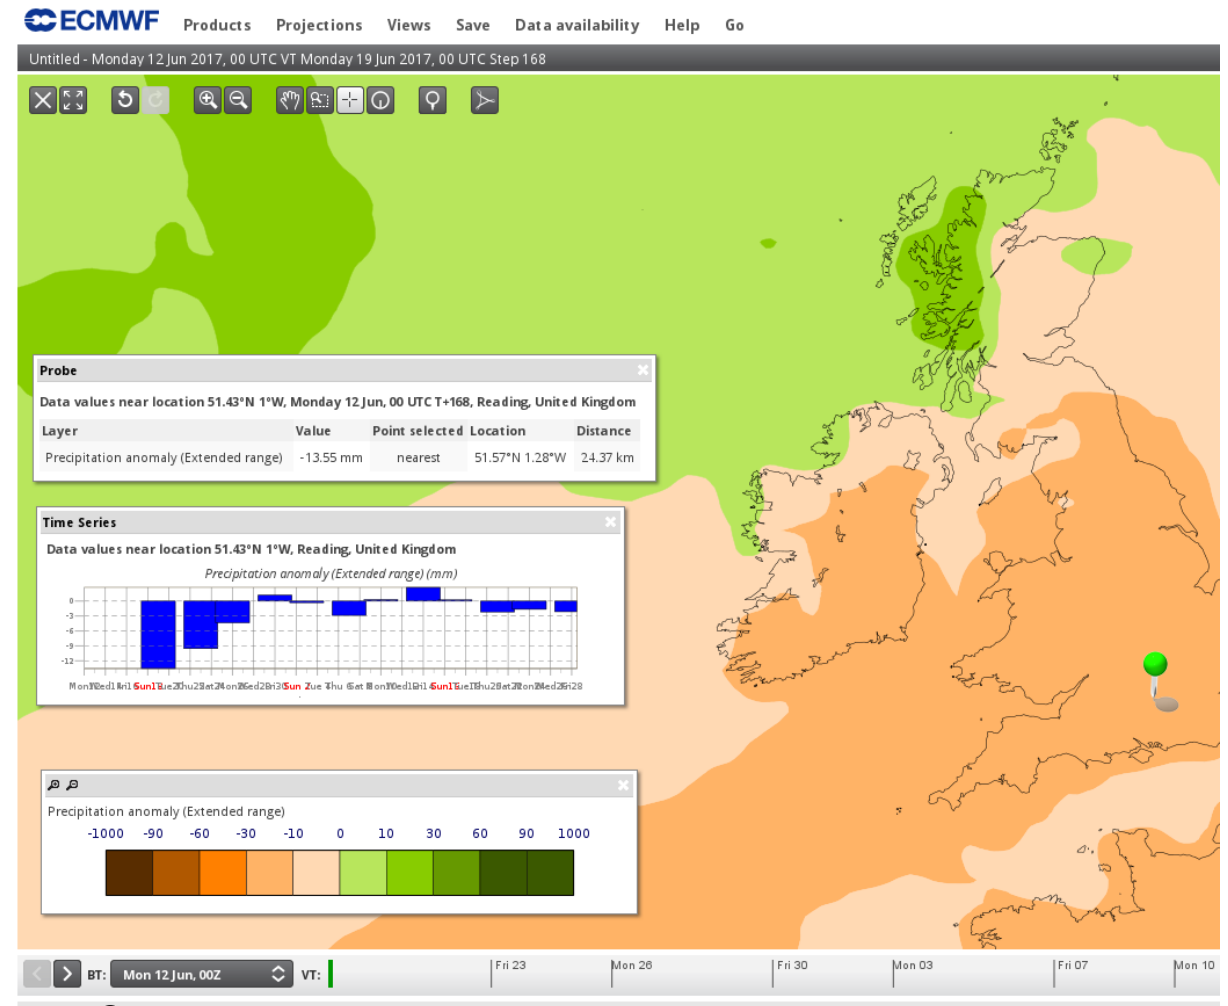 ECMWF Products Projections Views Save Data availability Help Go
Untitled - Monday 12 Jun 2017, 00 UTC VT Monday 19 Jun 2017, 00 UTC Step 168
Probe
Data values near location 51.43°N 1°W, Monday 12 Jun, 00 UTC T+168, Reading, United Kingdom
Layer Value Point selected Location Distance
Precipitation anomaly (Extended range) -13.55 mm nearest 51.57°N 1.28°W 24.37 km
Time Series
Data values near location 51.43°N 1°W, Reading, United Kingdom
Precipitation anomaly (Extended range) (mm)
0
-3
-6
-9
-12
Precipitation anomaly (Extended range)
-1000 -90 -60 -30 -10 0 10 30 60 90 1000
BT: Mon 12 Jun, 00Z VT: Fri 23 Mon 26 Fri 30 Mon 03 Fri 07 Mon 10